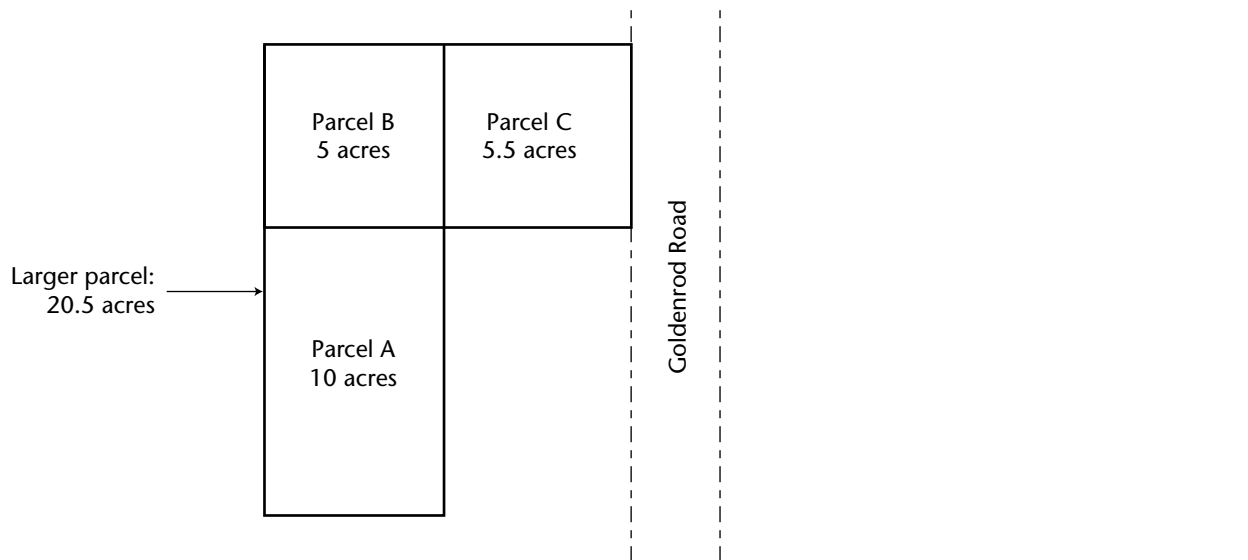 Parcel B
5 acres
Parcel C
5.5 acres
Goldenrod Road
Larger parcel:
20.5 acres
Parcel A
10 acres